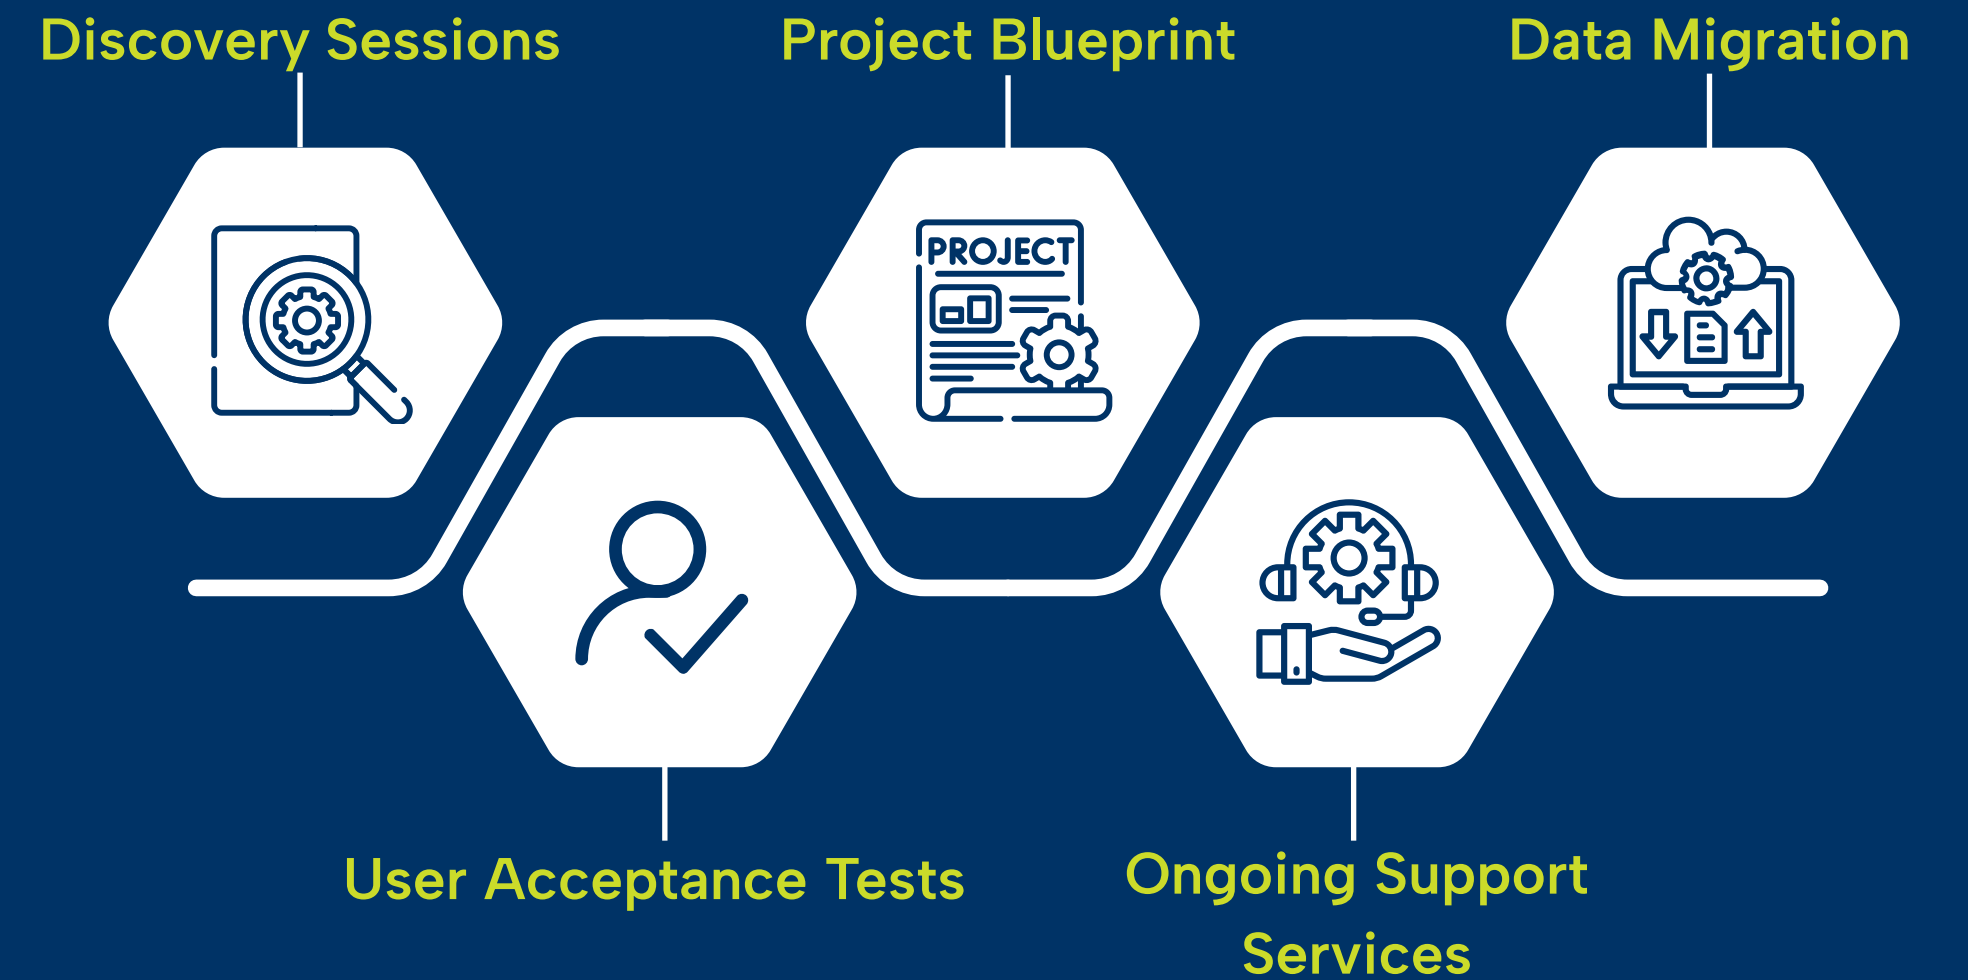 Discovery Sessions
Project Blueprint
Data Migration
PROJECT
User Acceptance Tests
Ongoing Support
Services